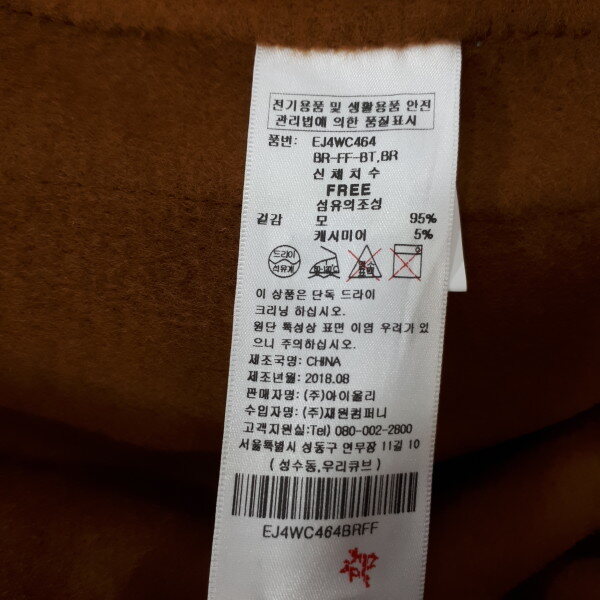 전기용품 및 생활용품 안전
관리법에 의한 품질표시
품번: EJ4WC464
BR-FF-BT,BR
신체치수
FREE
섬유의조성
겉감 모 95%
캐시미어 5%
드라이
석유계
이 상품은 단독 드라이
크리닝 하십시오.
원단 특성상 표면 이염 우려가 있
으니 주의하십시오.
제조국명: CHINA
제조년월: 2018.08
판매자명: (주)아이올리
수입자명: (주)재원컴퍼니
고객지원실:Tel) 080-002-2800
서울특별시 성동구 연무장 11길 10
(성수동,우리큐브)
EJ4WC464BRFF